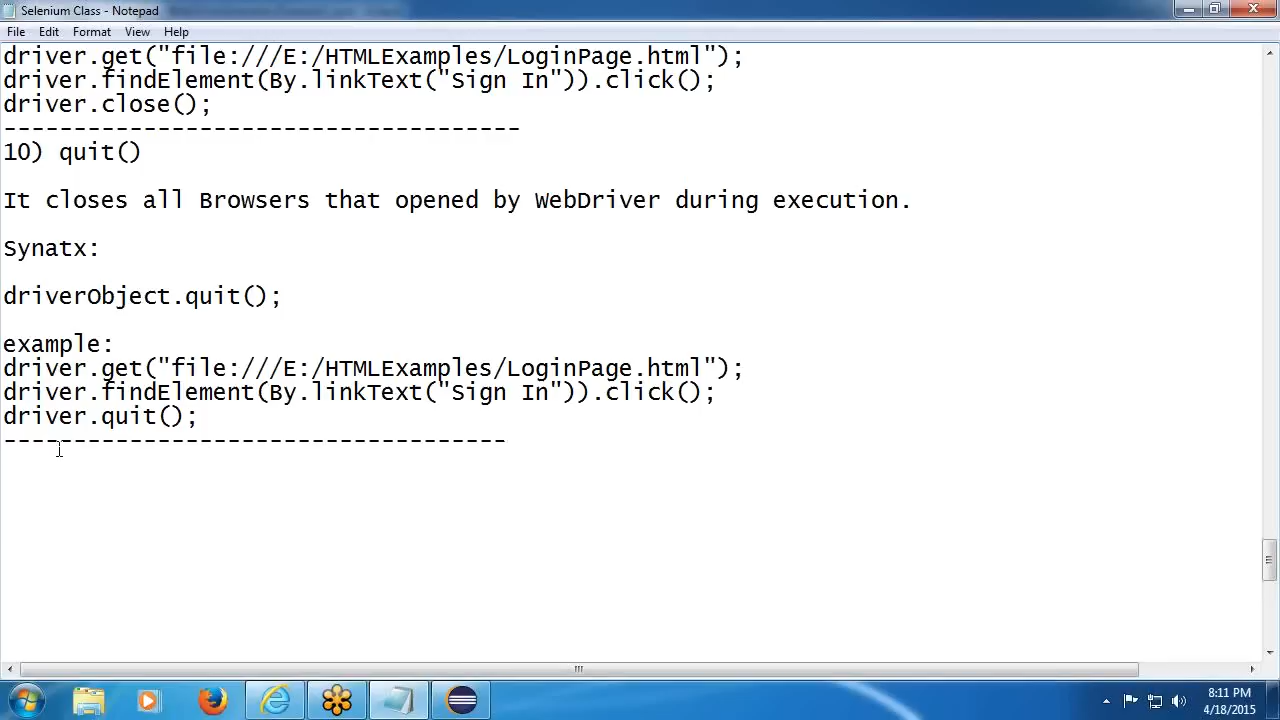 Selenium Class - Notepad
File Edit Format View Help
driver.get("file:///E:/HTMLExamples/LoginPage.html");
driver.findElement(By.linkText("Sign In")).click();
driver.close();
-------------------------------------
10) quit()
It closes all Browsers that opened by WebDriver during execution.
Synatx:
driverObject.quit();
example:
driver.get("file:///E:/HTMLExamples/LoginPage.html");
driver.findElement(By.linkText("Sign In")).click();
driver.quit();
------------------------------------
8:11 PM
4/18/2015